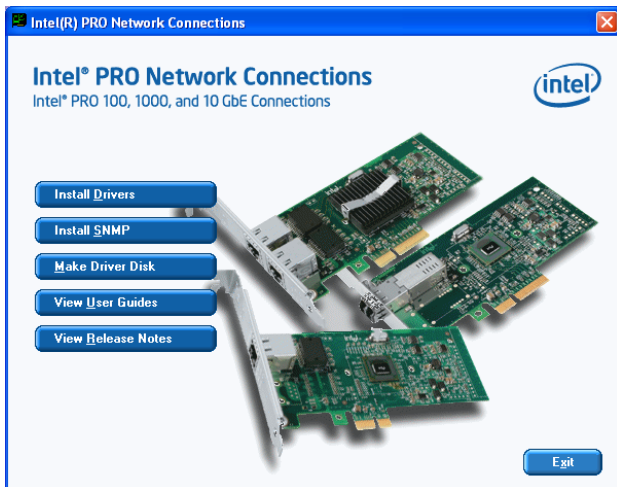 Intel(R) PRO Network Connections
Intel® PRO Network Connections
Intel® PRO 100, 1000, and 10 GbE Connections
intel
Install Drivers
Install SNMP
Make Driver Disk
View User Guides
View Release Notes
Exit